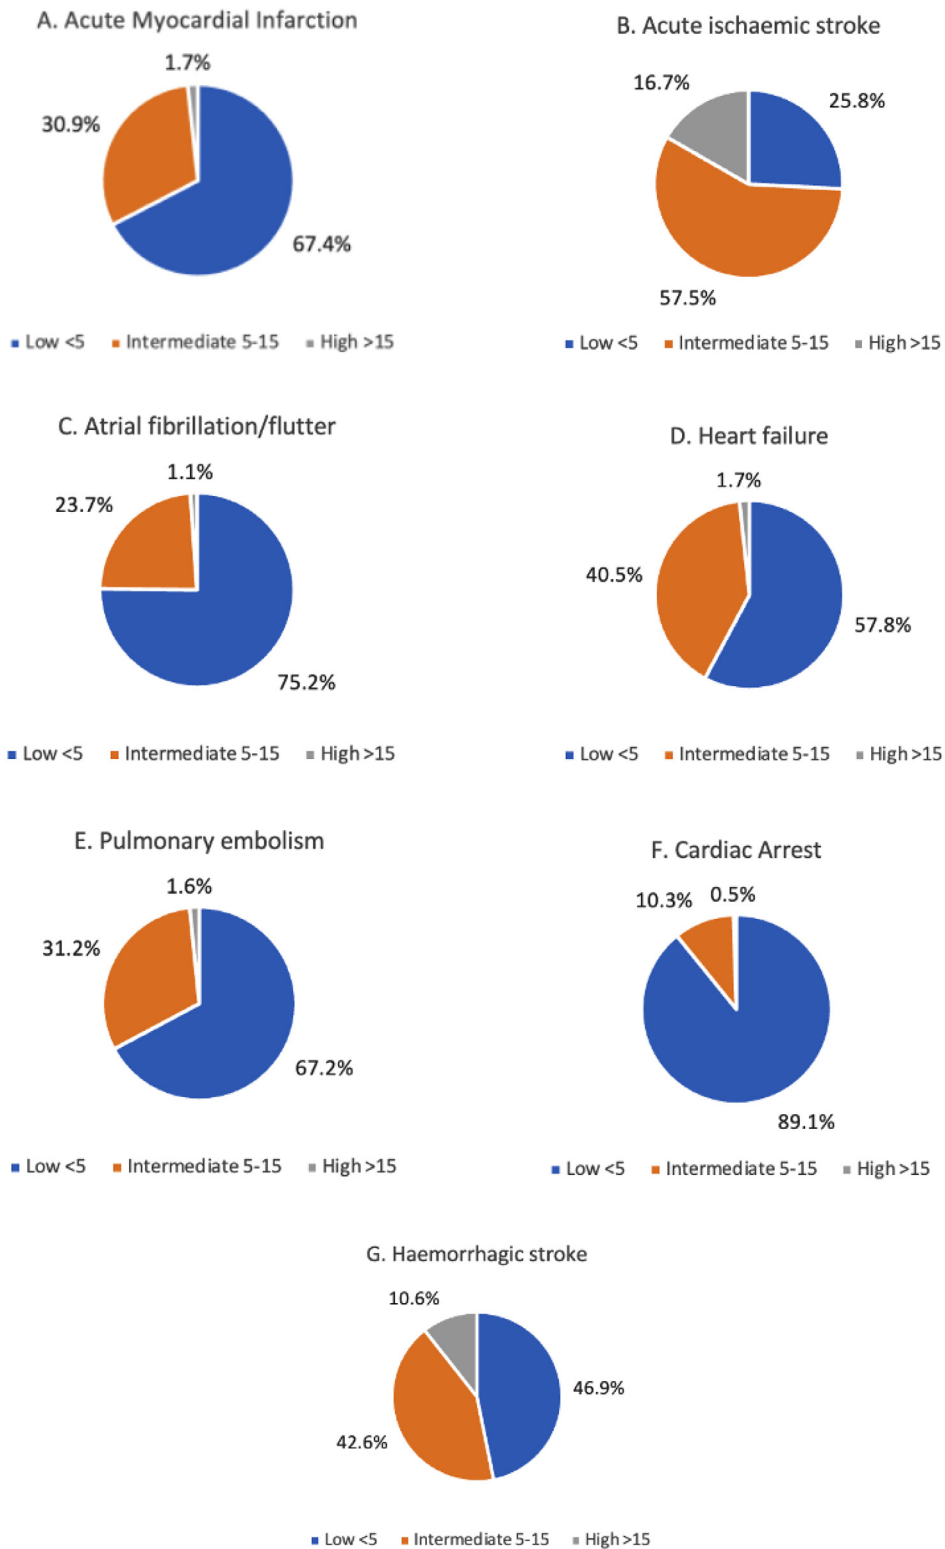 A. Acute Myocardial Infarction
1.7%
30.9%
67.4%
Low <5 Intermediate 5-15 High >15
B. Acute ischaemic stroke
16.7%
25.8%
57.5%
Low <5 Intermediate 5-15 High >15
C. Atrial fibrillation/flutter
1.1%
23.7%
75.2%
Low <5 Intermediate 5-15 High >15
D. Heart failure
1.7%
40.5%
57.8%
Low <5 Intermediate 5-15 High >15
E. Pulmonary embolism
1.6%
31.2%
67.2%
Low <5 Intermediate 5-15 High >15
F. Cardiac Arrest
10.3% 0.5%
89.1%
Low <5 Intermediate 5-15 High >15
G. Haemorrhagic stroke
10.6%
46.9%
42.6%
Low <5 Intermediate 5-15 High >15